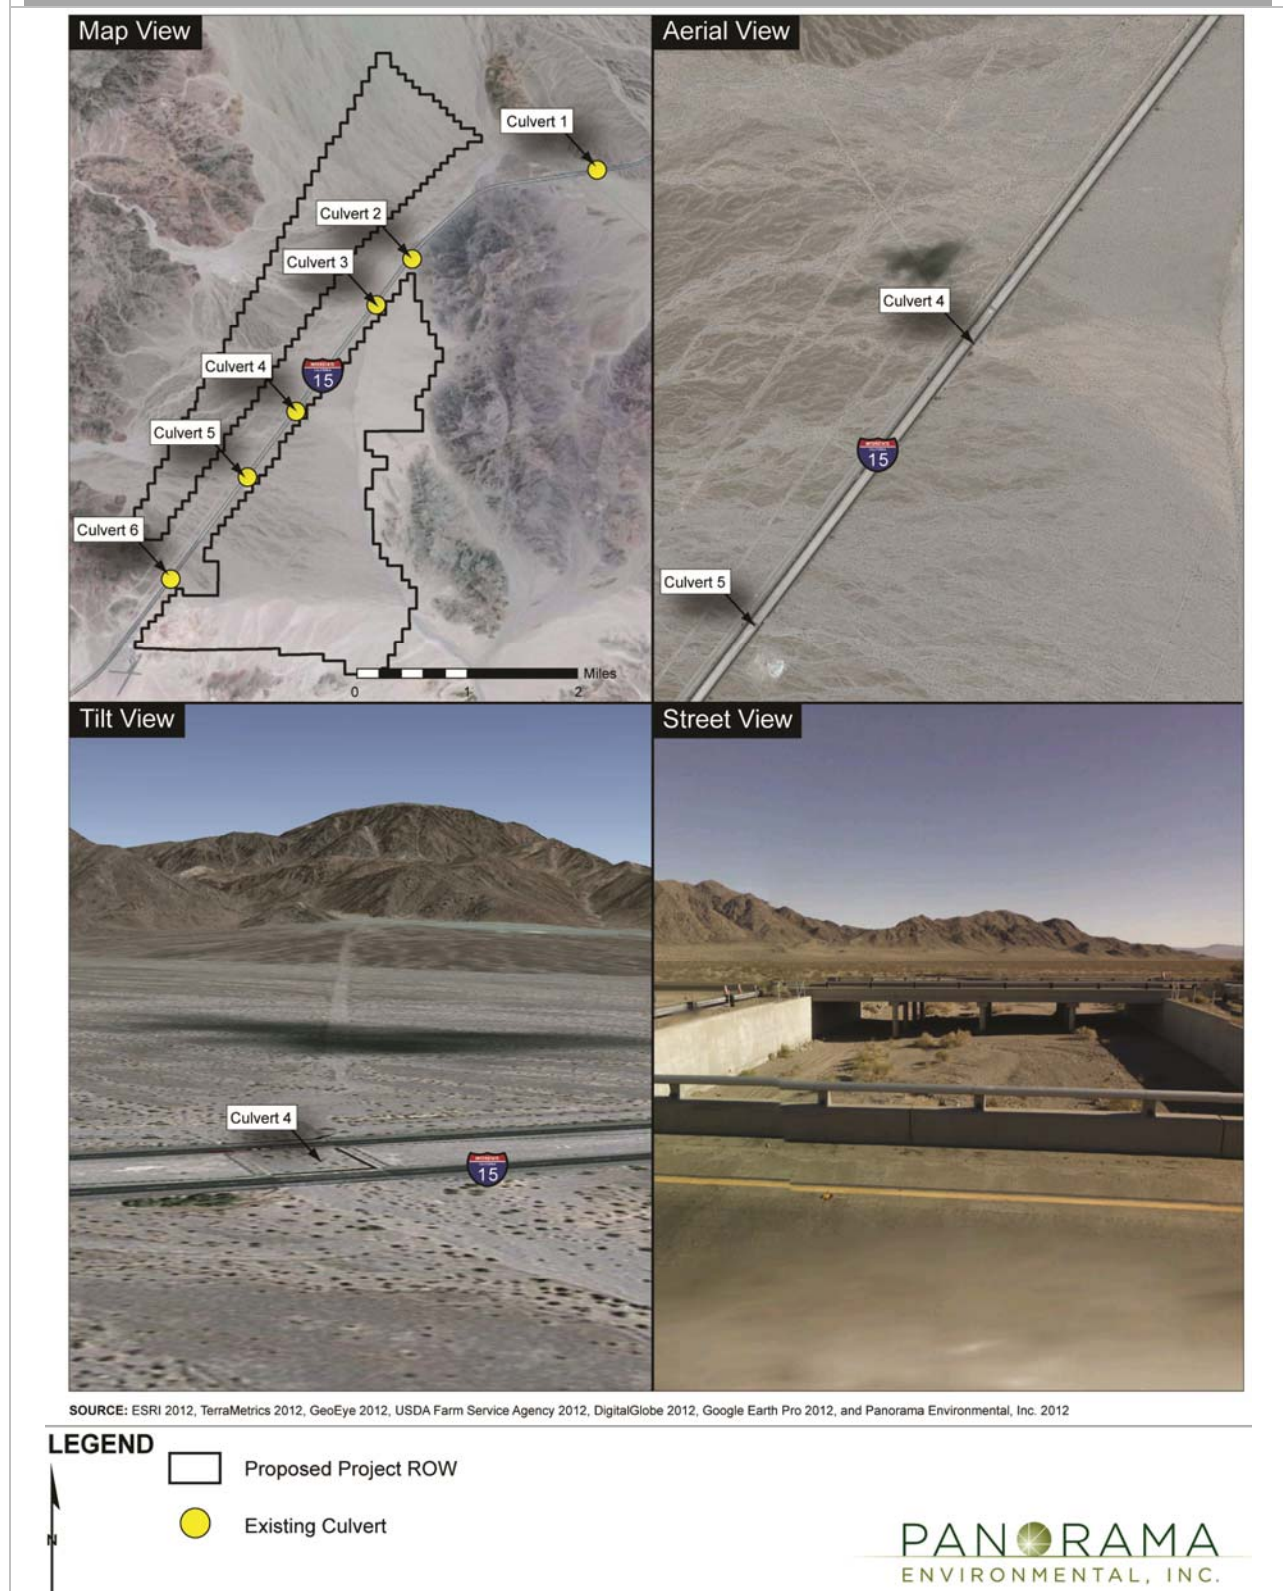 Map View
Culvert 1
Culvert 2
Culvert 3
Culvert 4
15
Culvert 5
Culvert 6
Miles
0 1 2
Aerial View
Culvert 4
15
Culvert 5
Tilt View
Culvert 4
15
Street View
SOURCE: ESRI 2012, TerraMetrics 2012, GeoEye 2012, USDA Farm Service Agency 2012, DigitalGlobe 2012, Google Earth Pro 2012, and Panorama Environmental, Inc. 2012
LEGEND
Proposed Project ROW
Existing Culvert
N
PANORAMA
ENVIRONMENTAL, INC.